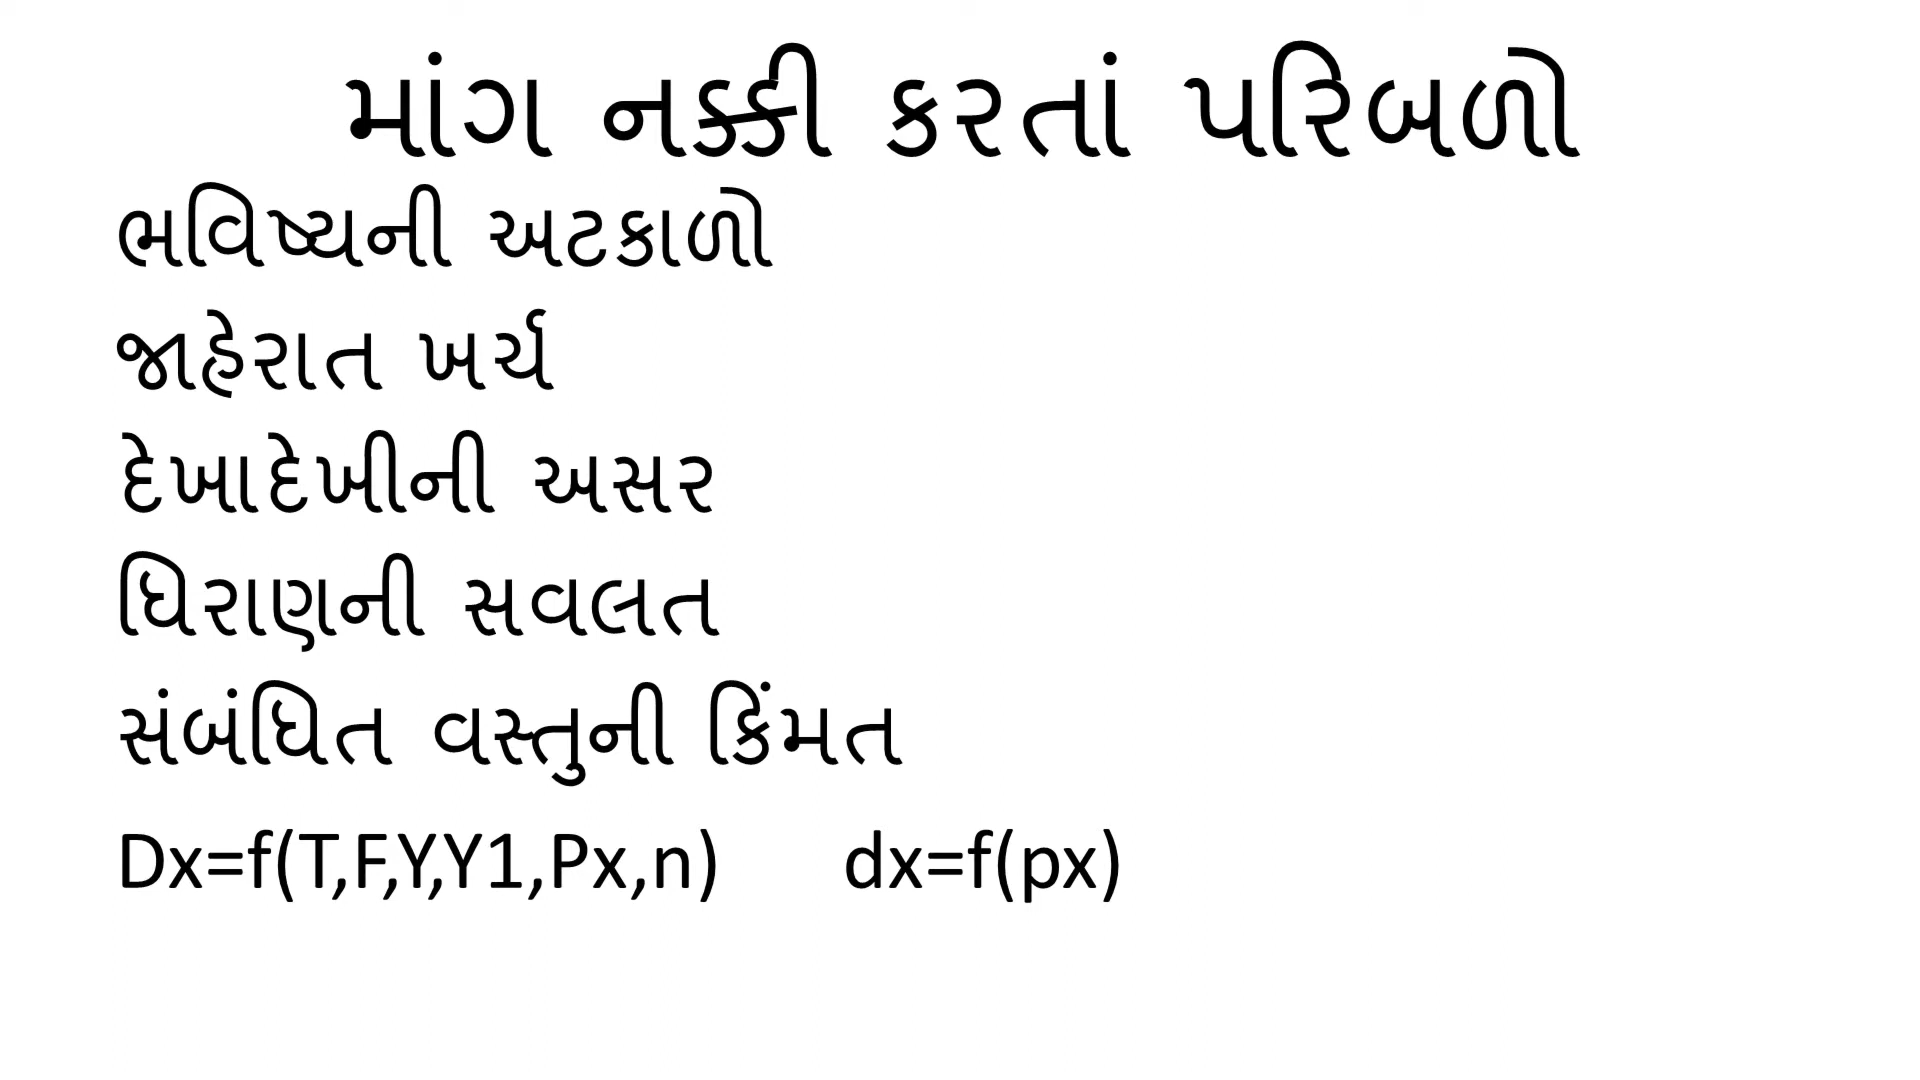 માંગ નક્કી કરતાં પરિબળો
ભવિષ્યની અટકાળો
જાહેરાત ખર્ચ
દેખાદેખીની અસર
ધિરાણની સવલત
સંબંધિત વસ્તુની કિંમત
Dx=f(T,F,Y,Y1,Px,n) dx=f(px)